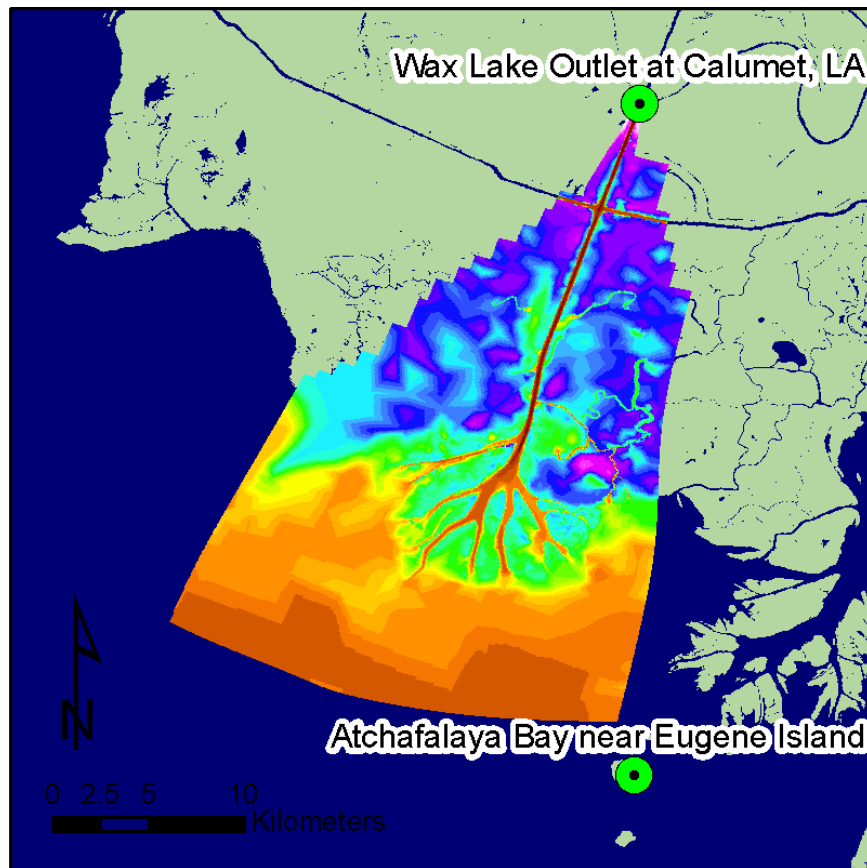 Wax Lake Outlet at Calumet, LA
N
Atchafalaya Bay near Eugene Island
0 2.5 5 10
Kilometers